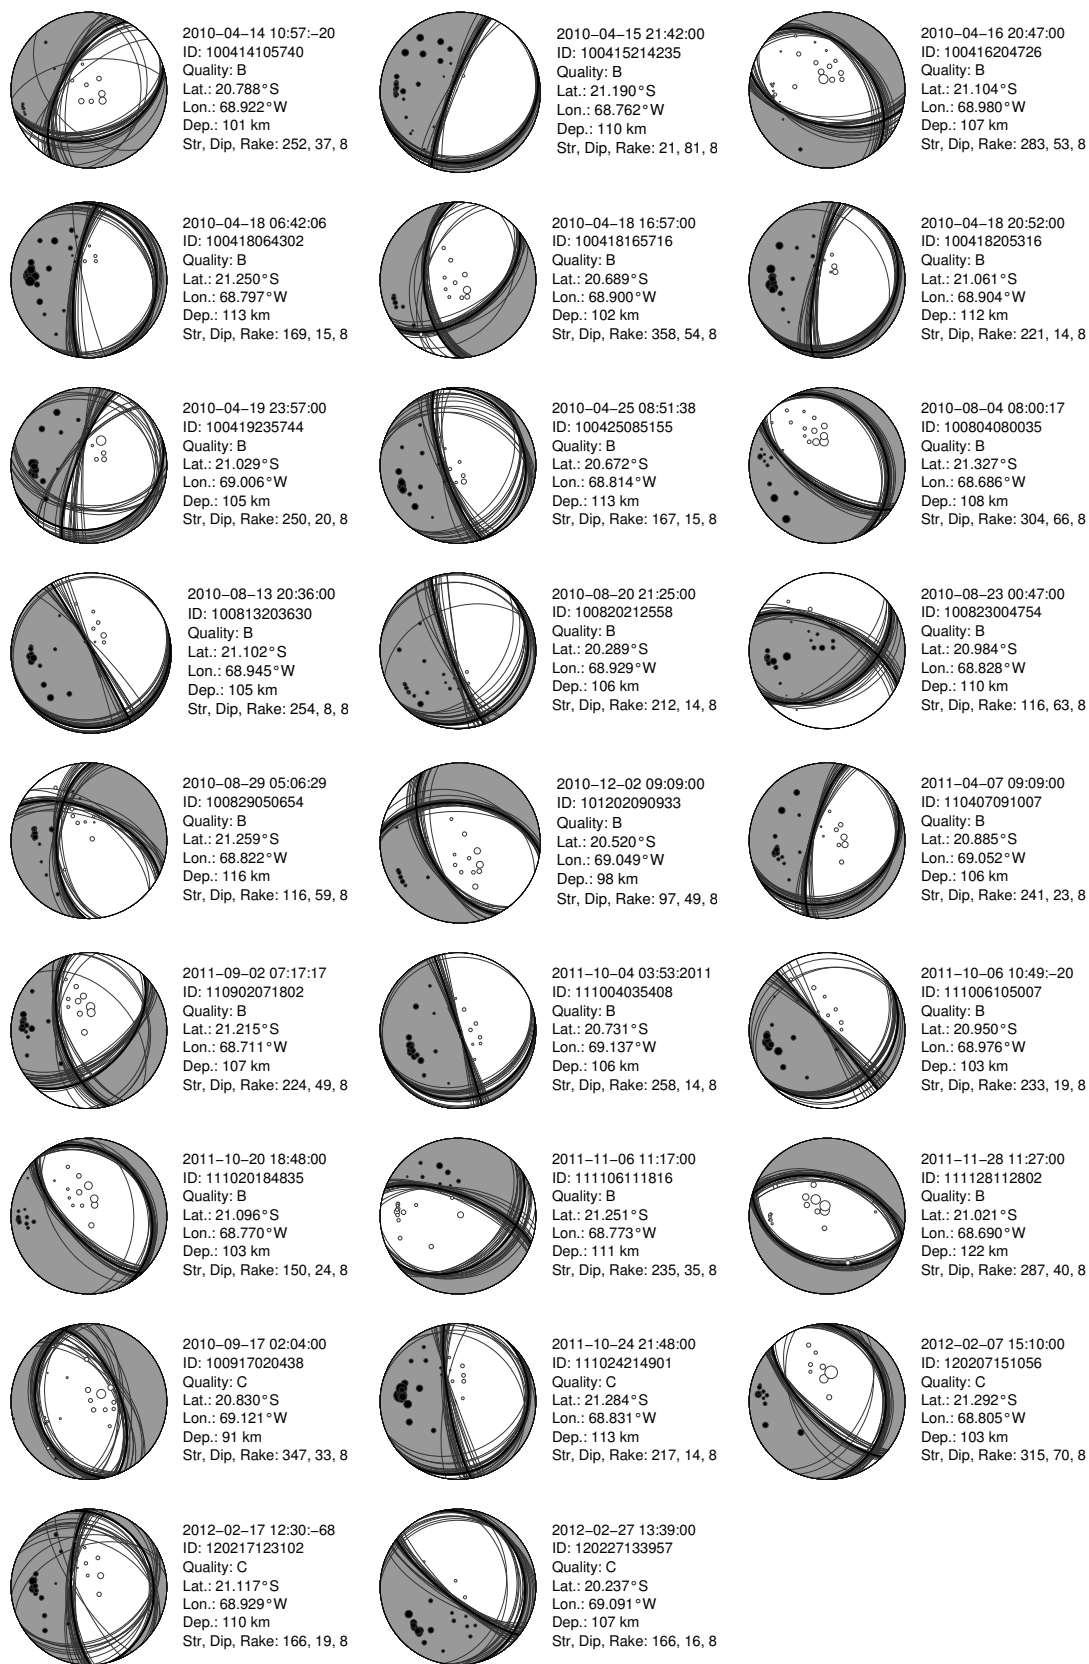 2010−04−14 10:57:−20
ID: 100414105740
Quality: B
Lat.: 20.788°S
Lon.: 68.922°W
Dep.: 101 km
Str, Dip, Rake: 252, 37, 8
2010−04−15 21:42:00
ID: 100415214235
Quality: B
Lat.: 21.190°S
Lon.: 68.762°W
Dep.: 110 km
Str, Dip, Rake: 21, 81, 8
2010−04−16 20:47:00
ID: 100416204726
Quality: B
Lat.: 21.104°S
Lon.: 68.980°W
Dep.: 107 km
Str, Dip, Rake: 283, 53, 8
2010−04−18 06:42:06
ID: 100418064302
Quality: B
Lat.: 21.250°S
Lon.: 68.797°W
Dep.: 113 km
Str, Dip, Rake: 169, 15, 8
2010−04−18 16:57:00
ID: 100418165716
Quality: B
Lat.: 20.689°S
Lon.: 68.900°W
Dep.: 102 km
Str, Dip, Rake: 358, 54, 8
2010−04−18 20:52:00
ID: 100418205316
Quality: B
Lat.: 21.061°S
Lon.: 68.904°W
Dep.: 112 km
Str, Dip, Rake: 221, 14, 8
2010−04−19 23:57:00
ID: 100419235744
Quality: B
Lat.: 21.029°S
Lon.: 69.006°W
Dep.: 105 km
Str, Dip, Rake: 250, 20, 8
2010−04−25 08:51:38
ID: 100425085155
Quality: B
Lat.: 20.672°S
Lon.: 68.814°W
Dep.: 113 km
Str, Dip, Rake: 167, 15, 8
2010−08−04 08:00:17
ID: 100804080035
Quality: B
Lat.: 21.327°S
Lon.: 68.686°W
Dep.: 108 km
Str, Dip, Rake: 304, 66, 8
2010−08−13 20:36:00
ID: 100813203630
Quality: B
Lat.: 21.102°S
Lon.: 68.945°W
Dep.: 105 km
Str, Dip, Rake: 254, 8, 8
2010−08−20 21:25:00
ID: 100820212558
Quality: B
Lat.: 20.289°S
Lon.: 68.929°W
Dep.: 106 km
Str, Dip, Rake: 212, 14, 8
2010−08−23 00:47:00
ID: 100823004754
Quality: B
Lat.: 20.984°S
Lon.: 68.828°W
Dep.: 110 km
Str, Dip, Rake: 116, 63, 8
2010−08−29 05:06:29
ID: 100829050654
Quality: B
Lat.: 21.259°S
Lon.: 68.822°W
Dep.: 116 km
Str, Dip, Rake: 116, 59, 8
2010−12−02 09:09:00
ID: 101202090933
Quality: B
Lat.: 20.520°S
Lon.: 69.049°W
Dep.: 98 km
Str, Dip, Rake: 97, 49, 8
2011−04−07 09:09:00
ID: 110407091007
Quality: B
Lat.: 20.885°S
Lon.: 69.052°W
Dep.: 106 km
Str, Dip, Rake: 241, 23, 8
2011−09−02 07:17:17
ID: 110902071802
Quality: B
Lat.: 21.215°S
Lon.: 68.711°W
Dep.: 107 km
Str, Dip, Rake: 224, 49, 8
2011−10−04 03:53:2011
ID: 111004035408
Quality: B
Lat.: 20.731°S
Lon.: 69.137°W
Dep.: 106 km
Str, Dip, Rake: 258, 14, 8
2011−10−06 10:49:−20
ID: 111006105007
Quality: B
Lat.: 20.950°S
Lon.: 68.976°W
Dep.: 103 km
Str, Dip, Rake: 233, 19, 8
2011−10−20 18:48:00
ID: 111020184835
Quality: B
Lat.: 21.096°S
Lon.: 68.770°W
Dep.: 103 km
Str, Dip, Rake: 150, 24, 8
2011−11−06 11:17:00
ID: 111106111816
Quality: B
Lat.: 21.251°S
Lon.: 68.773°W
Dep.: 111 km
Str, Dip, Rake: 235, 35, 8
2011−11−28 11:27:00
ID: 111128112802
Quality: B
Lat.: 21.021°S
Lon.: 68.690°W
Dep.: 122 km
Str, Dip, Rake: 287, 40, 8
2010−09−17 02:04:00
ID: 100917020438
Quality: C
Lat.: 20.830°S
Lon.: 69.121°W
Dep.: 91 km
Str, Dip, Rake: 347, 33, 8
2011−10−24 21:48:00
ID: 111024214901
Quality: C
Lat.: 21.284°S
Lon.: 68.831°W
Dep.: 113 km
Str, Dip, Rake: 217, 14, 8
2012−02−07 15:10:00
ID: 120207151056
Quality: C
Lat.: 21.292°S
Lon.: 68.805°W
Dep.: 103 km
Str, Dip, Rake: 315, 70, 8
2012−02−17 12:30:−68
ID: 120217123102
Quality: C
Lat.: 21.117°S
Lon.: 68.929°W
Dep.: 110 km
Str, Dip, Rake: 166, 19, 8
2012−02−27 13:39:00
ID: 120227133957
Quality: C
Lat.: 20.237°S
Lon.: 69.091°W
Dep.: 107 km
Str, Dip, Rake: 166, 16, 8